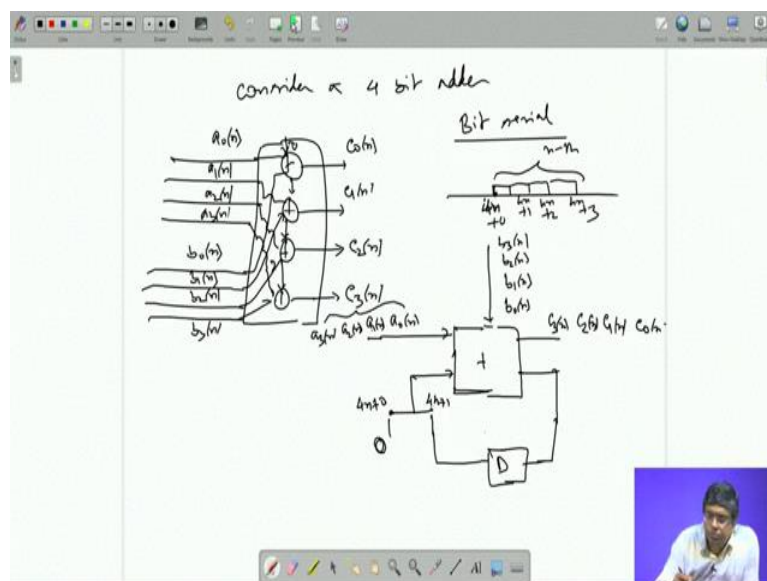 Consider a 4 bit adder
Bit serial
a0(n)
a1(n)
a2(n)
a3(n)
b0(n)
b1(n)
b2(n)
b3(n)
0
+
+
+
C0(n)
C1(n)
C2(n)
C3(n)
4n+0
4n+1
4n+2
4n+3
b3(n)
b2(n)
b1(n)
b0(n)
a3(n) a2(n) a1(n) a0(n)
+
C3(n) C2(n) C1(n) C0(n)
4n+0
4n+1
0
D